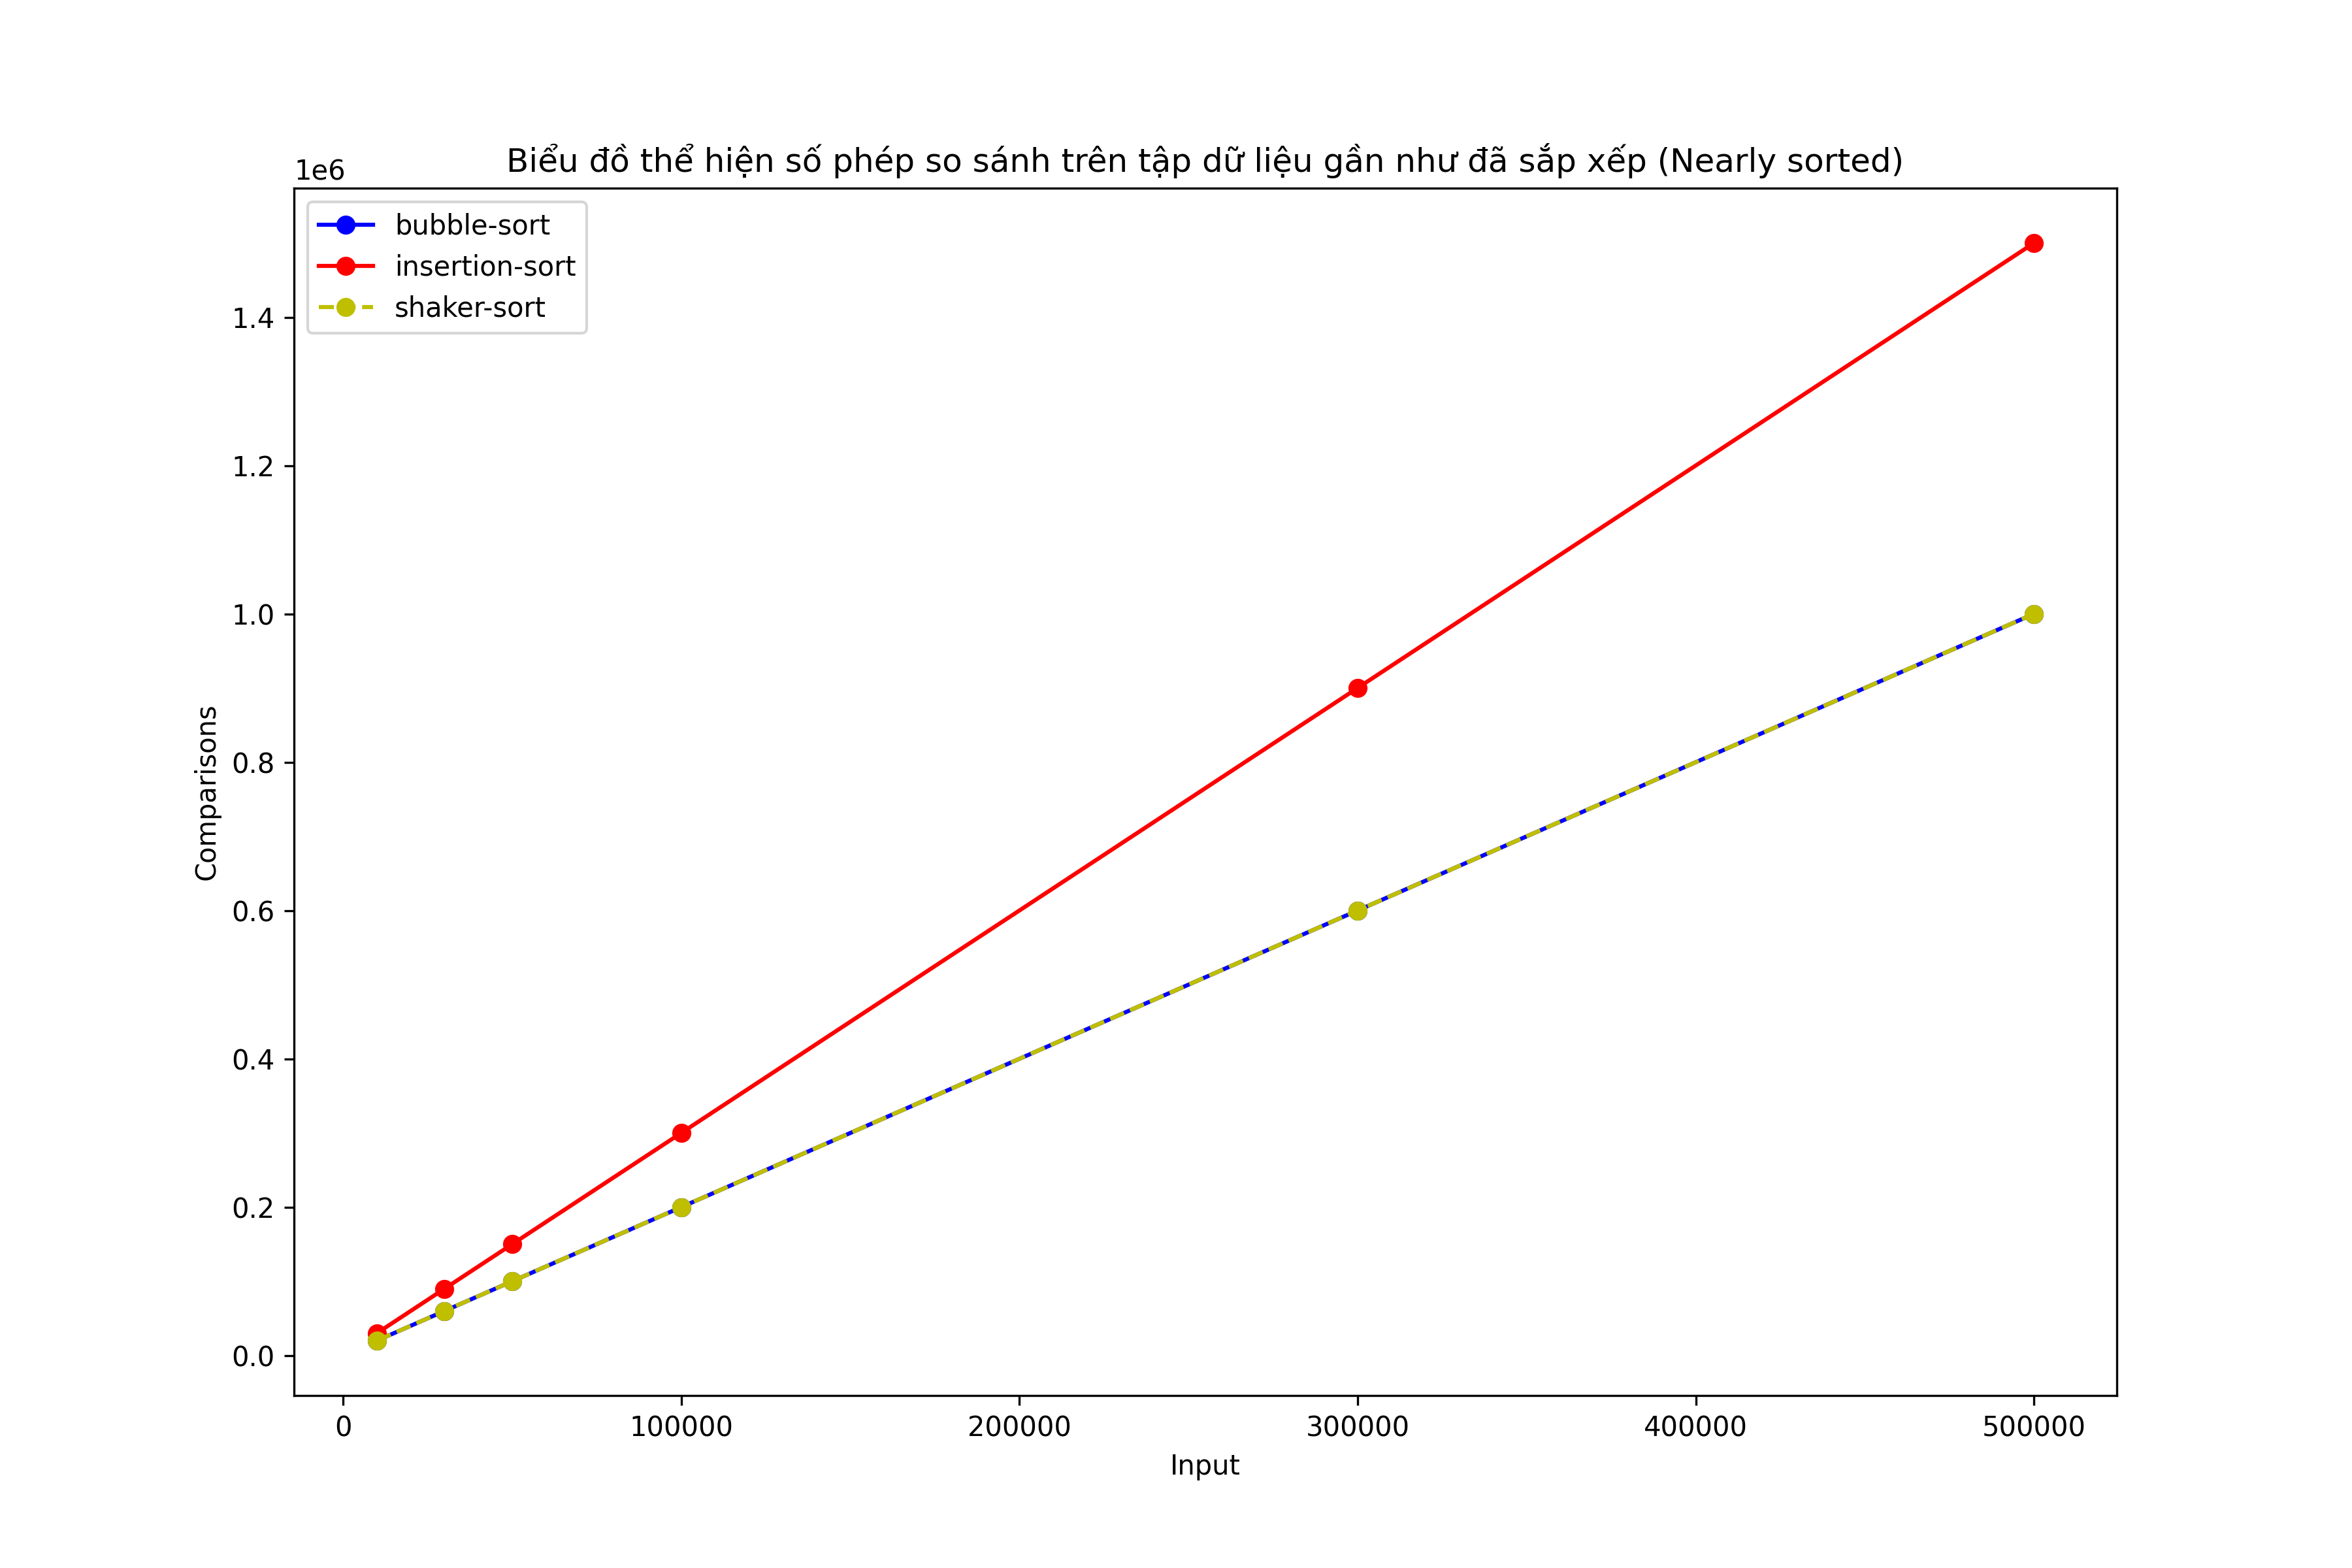 Biểu đồ thể hiện số phép so sánh trên tập dữ liệu gần như đã sắp xếp (Nearly sorted)
1e6
bubble-sort
insertion-sort
shaker-sort
1.4
1.2
1.0
0.8
0.6
0.4
0.2
0.0
Comparisons
0 100000 200000 300000 400000 500000
Input